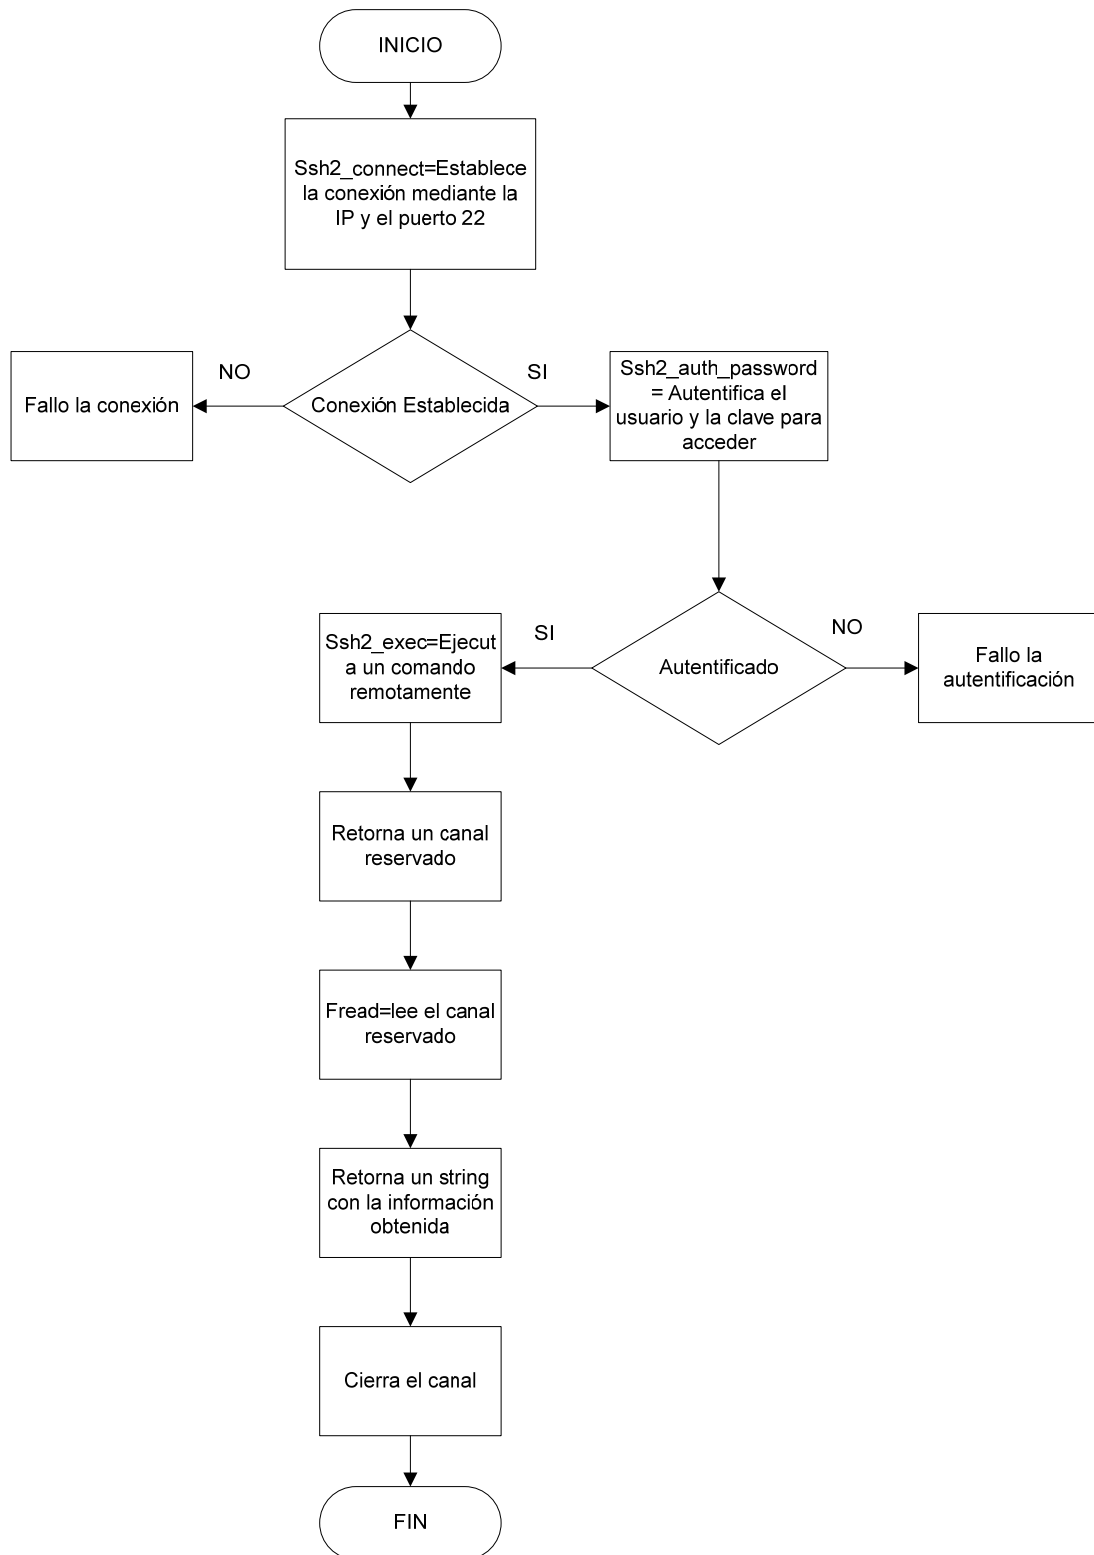 INICIO
Ssh2_connect=Establece
la conexión mediante la
IP y el puerto 22
NO
SI
Fallo la conexión
Conexión Establecida
Ssh2_auth_password
= Autentifica el
usuario y la clave para
acceder
SI
NO
Ssh2_exec=Ejecut
a un comando
remotamente
Autentificado
Fallo la
autentificación
Retorna un canal
reservado
Fread=lee el canal
reservado
Retorna un string
con la información
obtenida
Cierra el canal
FIN